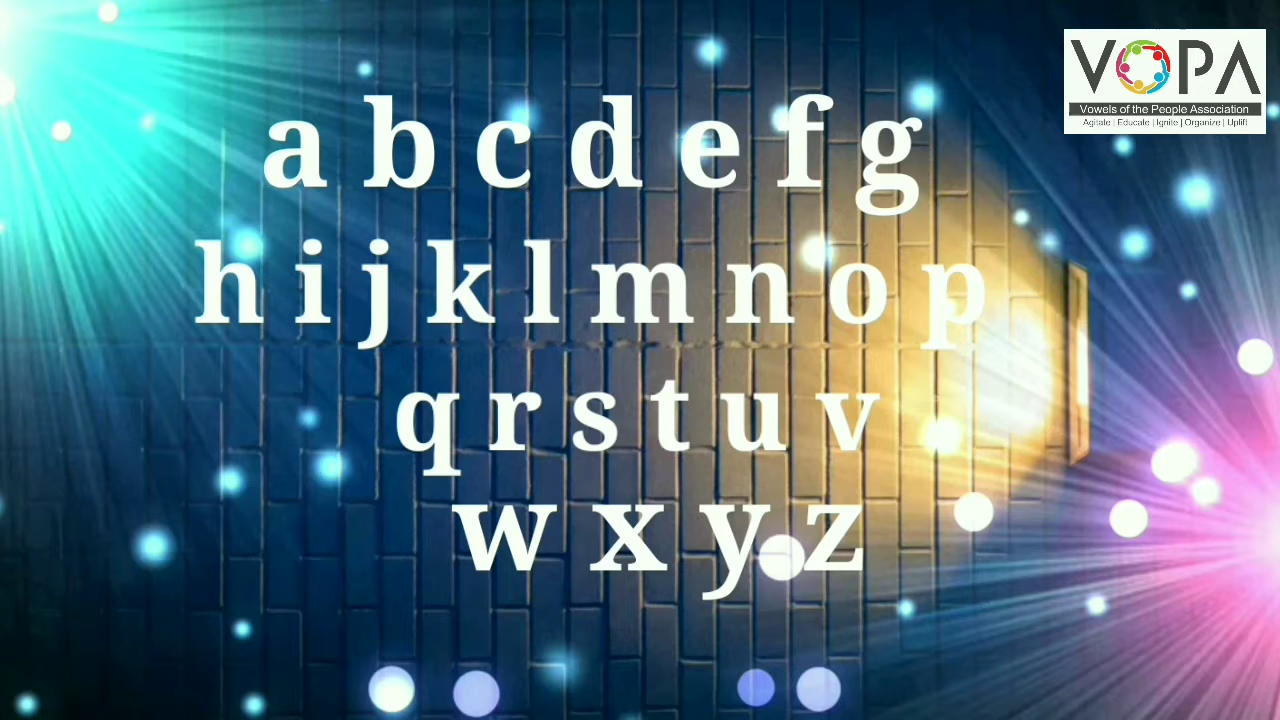 VOPA
Vowels of the People Association
Agitate | Educate | Ignite | Organize | Uplift
a b c d e f g
h i j k l m n o p
q r s t u v
w x y z